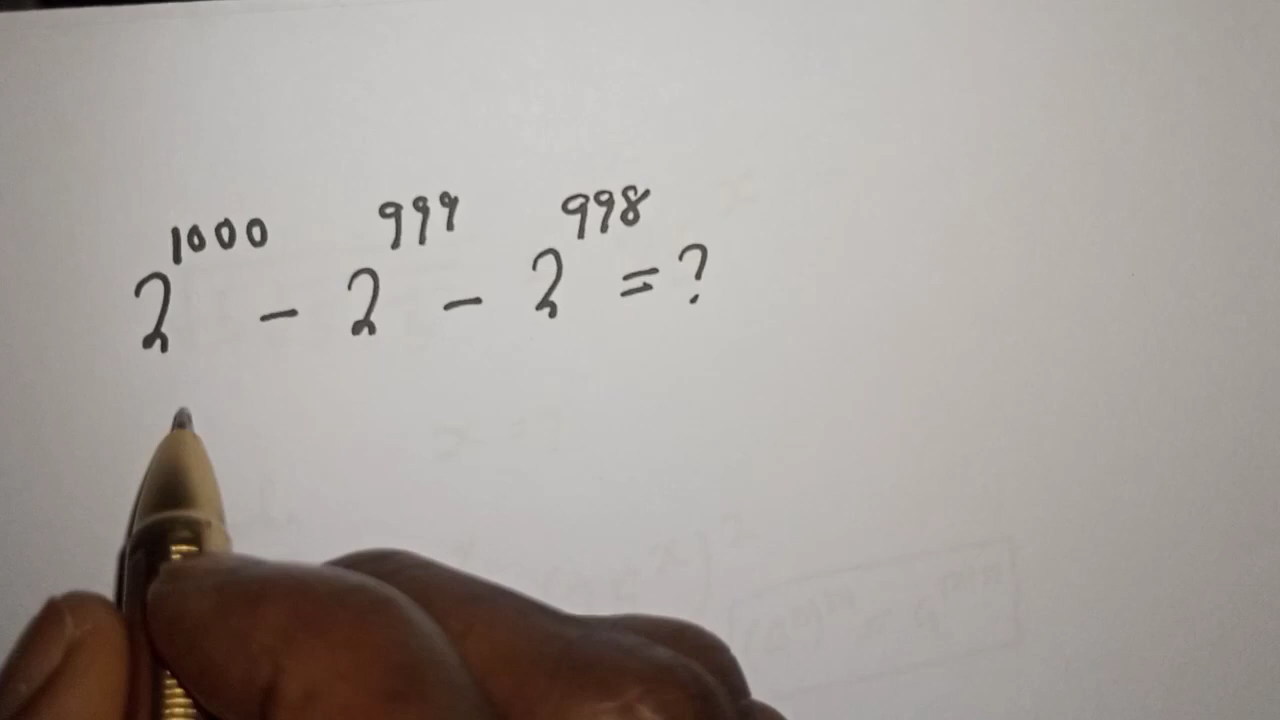 2^1000 - 2^999 - 2^998 = ?